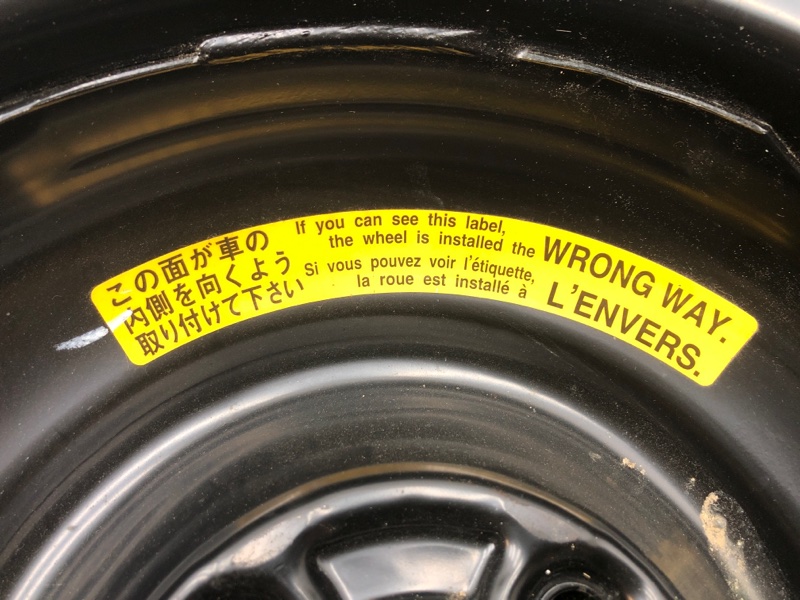 この面が車の
内側を向くよう
取り付けて下さい
If you can see this label,
the wheel is installed the
WRONG WAY.
Si vous pouvez voir l'étiquette,
la roue est installé à
L'ENVERS.